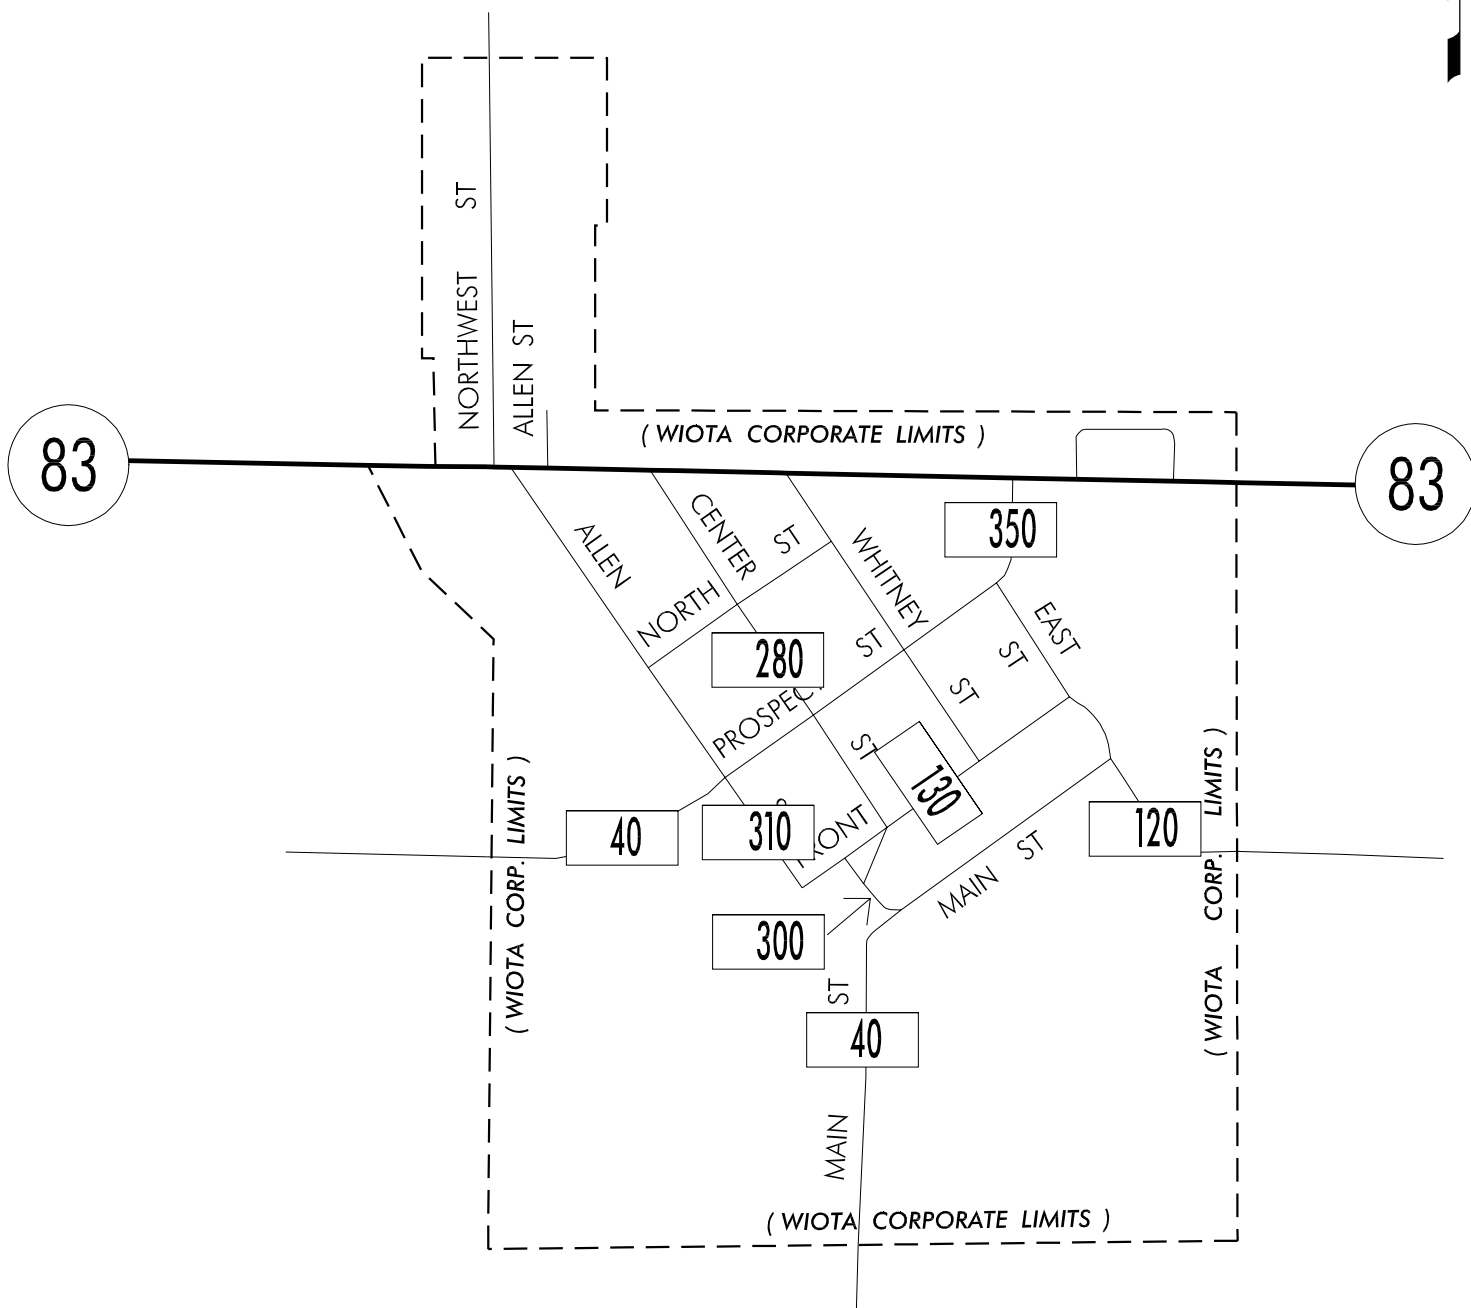 NORTHWEST ST
ALLEN ST
83
( WIOTA CORPORATE LIMITS )
83
CENTER ST
ALLEN
NORTH ST
WHITNEY ST
350
EAST ST
280
PROSPECT ST
130
40
310
FRONT
120
MAIN ST
300
( WIOTA CORP. LIMITS )
( WIOTA CORP. LIMITS )
MAIN ST
40
( WIOTA CORPORATE LIMITS )